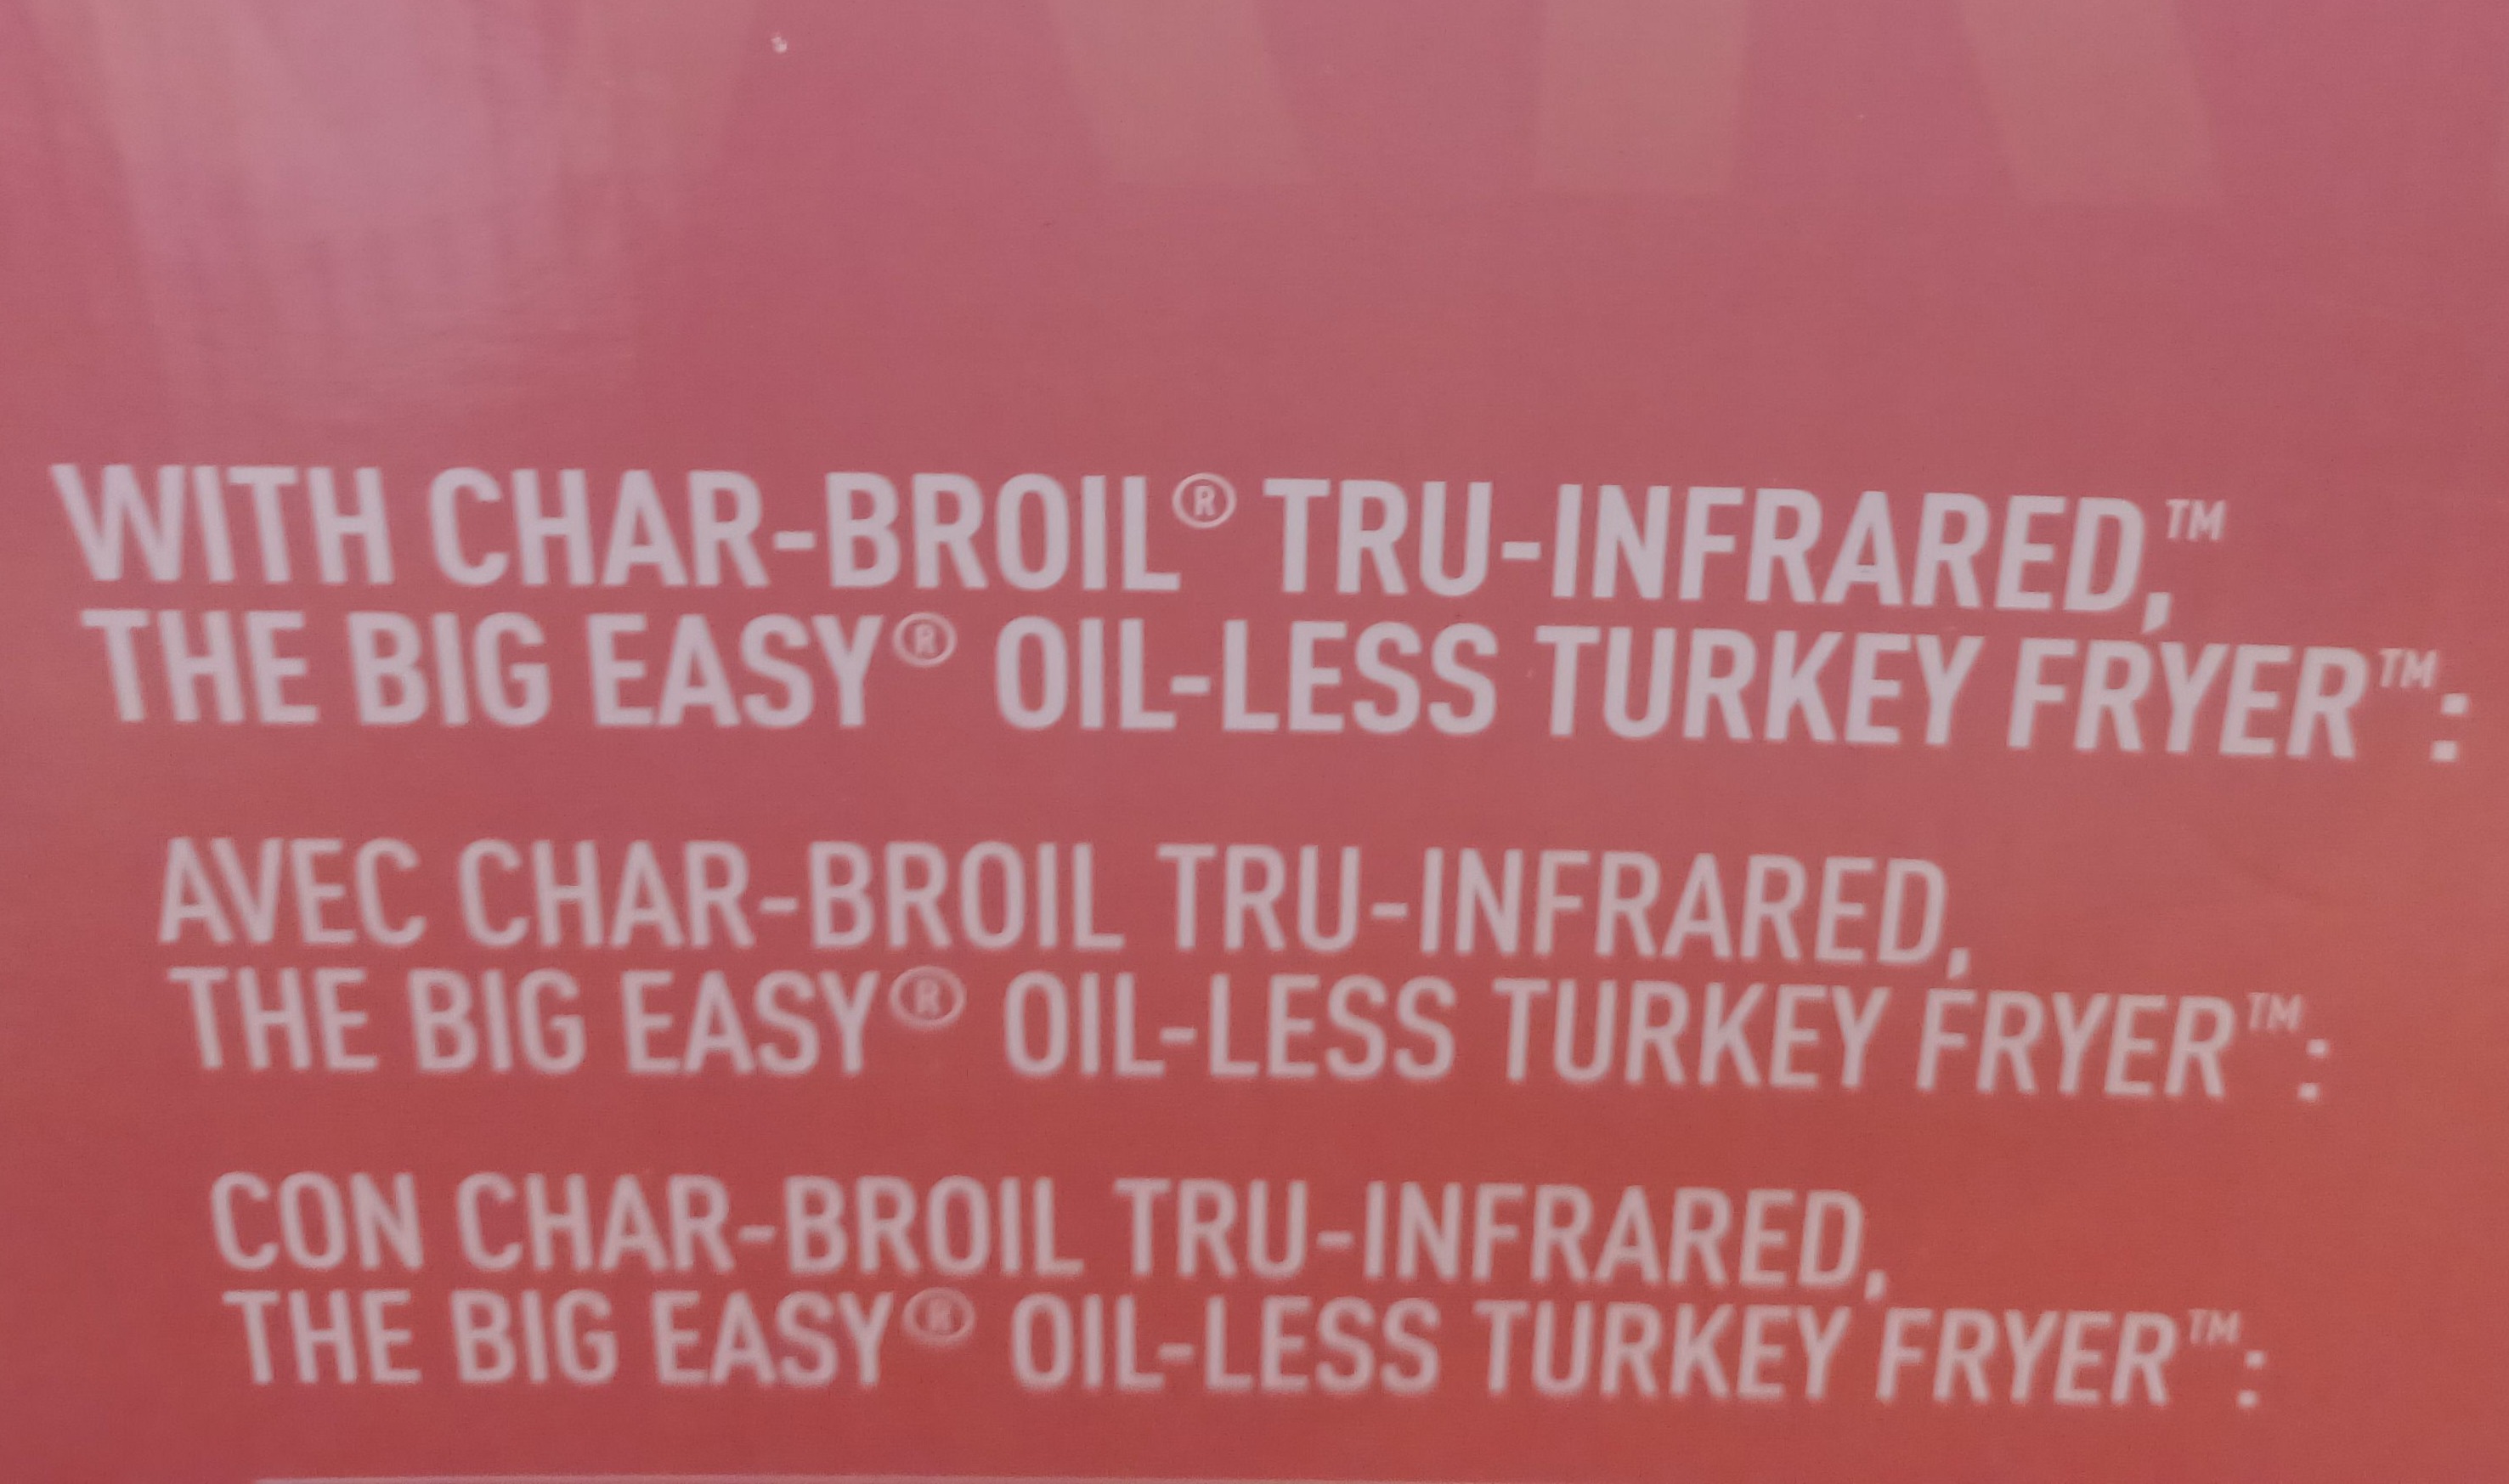 WITH CHAR-BROIL® TRU-INFRARED,™
THE BIG EASY® OIL-LESS TURKEY FRYER™:
AVEC CHAR-BROIL TRU-INFRARED,
THE BIG EASY® OIL-LESS TURKEY FRYER™:
CON CHAR-BROIL TRU-INFRARED,
THE BIG EASY® OIL-LESS TURKEY FRYER™: